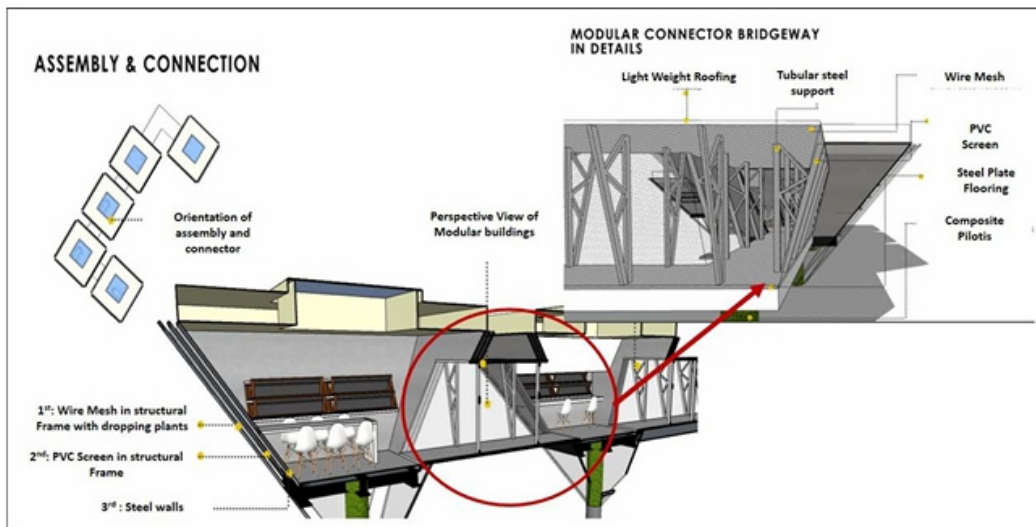 ASSEMBLY & CONNECTION
Orientation of
assembly and
connector
Perspective View of
Modular buildings
1st: Wire Mesh in structural
Frame with dropping plants
2nd: PVC Screen in structural
Frame
3rd : Steel walls
MODULAR CONNECTOR BRIDGEWAY
IN DETAILS
Light Weight Roofing
Tubular steel
support
Wire Mesh
PVC
Screen
Steel Plate
Flooring
Composite
Pilotis